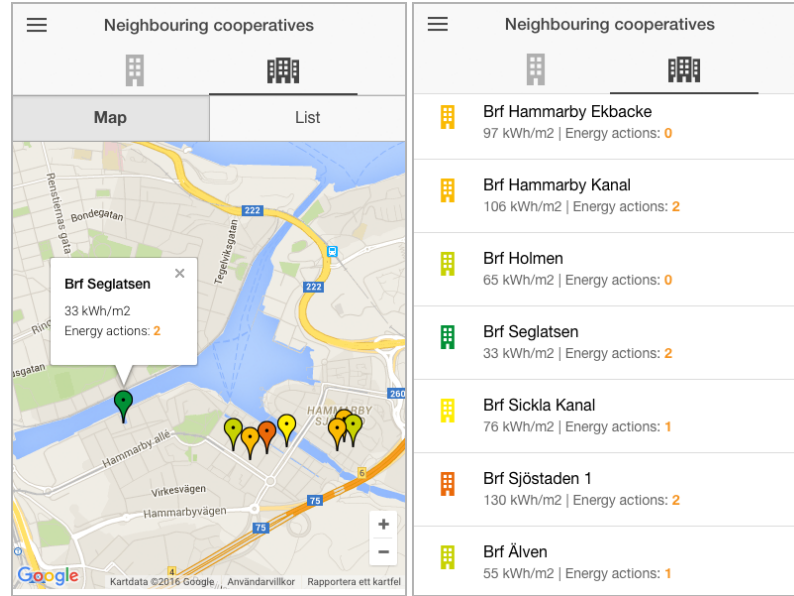 Neighbouring cooperatives
Map
List
222
Renstiernas gata
Bondegatan
Tegelviksgatan
222
Brf Seglatsen
×
33 kWh/m2
Energy actions: 2
Ring
sgatan
260
HAMMARBY
Hammarby allé
6
Virkesvägen
75
Hammarbyvägen
75
4
+
−
Google
Kartdata ©2016 Google
Användarvillkor
Rapportera ett kartfel
Neighbouring cooperatives
Brf Hammarby Ekbacke
97 kWh/m2 | Energy actions: 0
Brf Hammarby Kanal
106 kWh/m2 | Energy actions: 2
Brf Holmen
65 kWh/m2 | Energy actions: 0
Brf Seglatsen
33 kWh/m2 | Energy actions: 2
Brf Sickla Kanal
76 kWh/m2 | Energy actions: 1
Brf Sjöstaden 1
130 kWh/m2 | Energy actions: 2
Brf Älven
55 kWh/m2 | Energy actions: 1